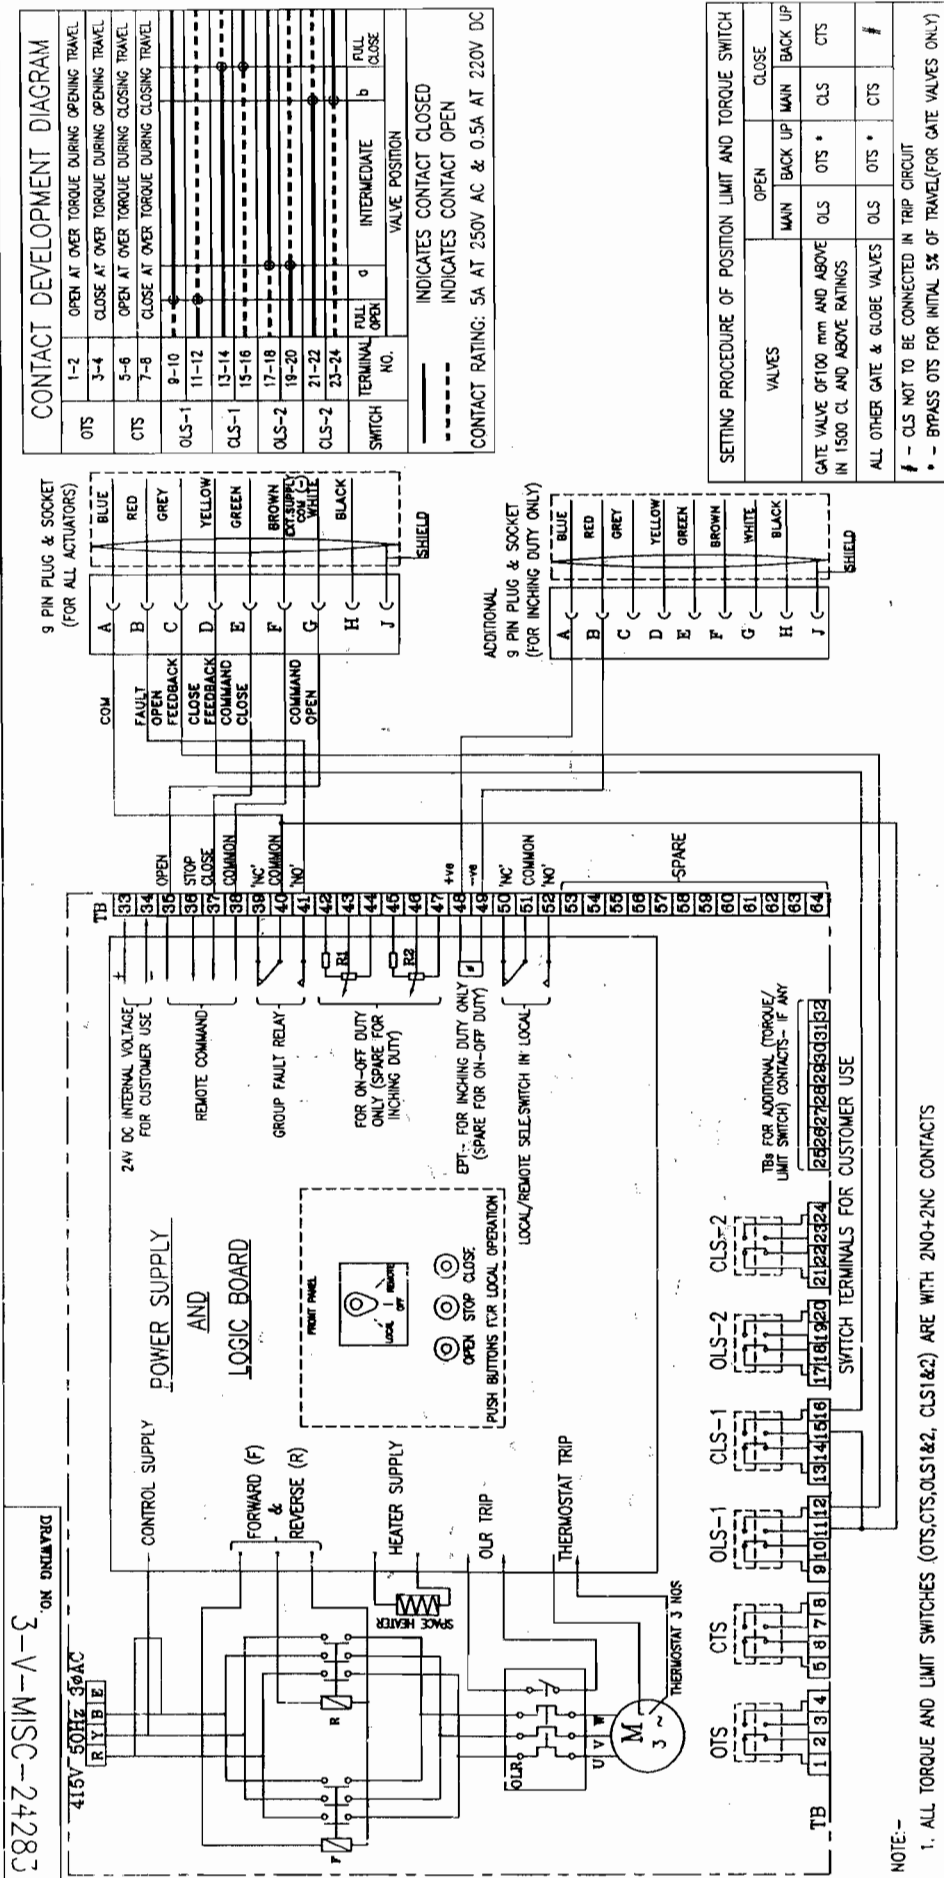 DRAWING NO.
3-V-MISC-24283
415V 50Hz 3øAC
R Y B E
CONTROL SUPPLY
FORWARD (F)
&
REVERSE (R)
HEATER SUPPLY
SPACE HEATER
OLR TRIP
THERMOSTAT TRIP
F
R
OLR
U V W
M
3 ~
THERMOSTAT 3 NOS
POWER SUPPLY
AND
LOGIC BOARD
FRONT PANEL
LOCAL
OFF
REMOTE
OPEN STOP CLOSE
PUSH BUTTONS FOR LOCAL OPERATION
24V DC INTERNAL VOLTAGE
FOR CUSTOMER USE
+
-
REMOTE COMMAND
GROUP FAULT RELAY
FOR ON-OFF DUTY
ONLY (SPARE FOR
INCHING DUTY)
R1
R2
EPT:- FOR INCHING DUTY ONLY
(SPARE FOR ON-OFF DUTY)
LOCAL/REMOTE SELE.SWITCH IN LOCAL
TB
33
34
35
36
37
38
39
40
41
42
43
44
45
46
47
48
49
50
51
52
53
54
55
56
57
58
59
60
61
62
63
64
OPEN
STOP
CLOSE
COMMON
'NC'
COMMON
'NO'
+ve
-ve
'NC'
COMMON
'NO'
SPARE
TB
OTS
1 2 3 4
CTS
5 6 7 8
OLS-1
9 10 11 12
CLS-1
13 14 15 16
OLS-2
17 18 19 20
CLS-2
21 22 23 24
25 26 27 28 29 30 31 32
TBs FOR ADDITIONAL (TORQUE/
LIMIT SWITCH) CONTACTS- IF ANY
SWITCH TERMINALS FOR CUSTOMER USE
9 PIN PLUG & SOCKET
(FOR ALL ACTUATORS)
COM
FAULT
OPEN
FEEDBACK
CLOSE
FEEDBACK
COMMAND
CLOSE
COMMAND
OPEN
A BLUE
B RED
C GREY
D YELLOW
E GREEN
F BROWN
EXT.SUPPLY
COM (-)
G WHITE
H BLACK
J
SHIELD
ADDITIONAL
9 PIN PLUG & SOCKET
(FOR INCHING DUTY ONLY)
A BLUE
B RED
C GREY
D YELLOW
E GREEN
F BROWN
G WHITE
H BLACK
J
SHIELD
CONTACT DEVELOPMENT DIAGRAM
OTS 1-2 OPEN AT OVER TORQUE DURING OPENING TRAVEL
3-4 CLOSE AT OVER TORQUE DURING OPENING TRAVEL
CTS 5-6 OPEN AT OVER TORQUE DURING CLOSING TRAVEL
7-8 CLOSE AT OVER TORQUE DURING CLOSING TRAVEL
OLS-1 9-10
11-12
CLS-1 13-14
15-16
OLS-2 17-18
19-20
CLS-2 21-22
23-24
SWITCH TERMINAL NO. FULL OPEN a INTERMEDIATE b FULL CLOSE
VALVE POSITION
INDICATES CONTACT CLOSED
INDICATES CONTACT OPEN
CONTACT RATING: 5A AT 250V AC & 0.5A AT 220V DC
SETTING PROCEDURE OF POSITION LIMIT AND TORQUE SWITCH
VALVES OPEN CLOSE
MAIN BACK UP MAIN BACK UP
GATE VALVE OF100 mm AND ABOVE
IN 1500 CL AND ABOVE RATINGS OLS OTS * CLS CTS
ALL OTHER GATE & GLOBE VALVES OLS OTS * CTS #
# - CLS NOT TO BE CONNECTED IN TRIP CIRCUIT
* - BYPASS OTS FOR INITIAL 5% OF TRAVEL(FOR GATE VALVES ONLY)
NOTE:-
1. ALL TORQUE AND LIMIT SWITCHES (OTS,CTS,OLS1&2, CLS1&2) ARE WITH 2NO+2NC CONTACTS